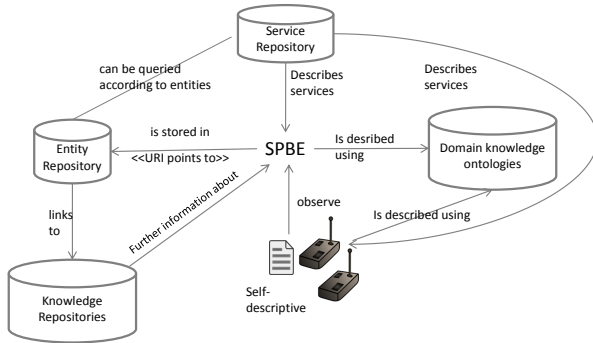 Service
Repository
can be queried
according to entities
Describes
services
Describes
services
Entity
Repository
is stored in
<<URI points to>>
SPBE
Is desribed
using
Domain knowledge
ontologies
links
to
Further information about
observe
Is described using
Self-
descriptive
Knowledge
Repositories